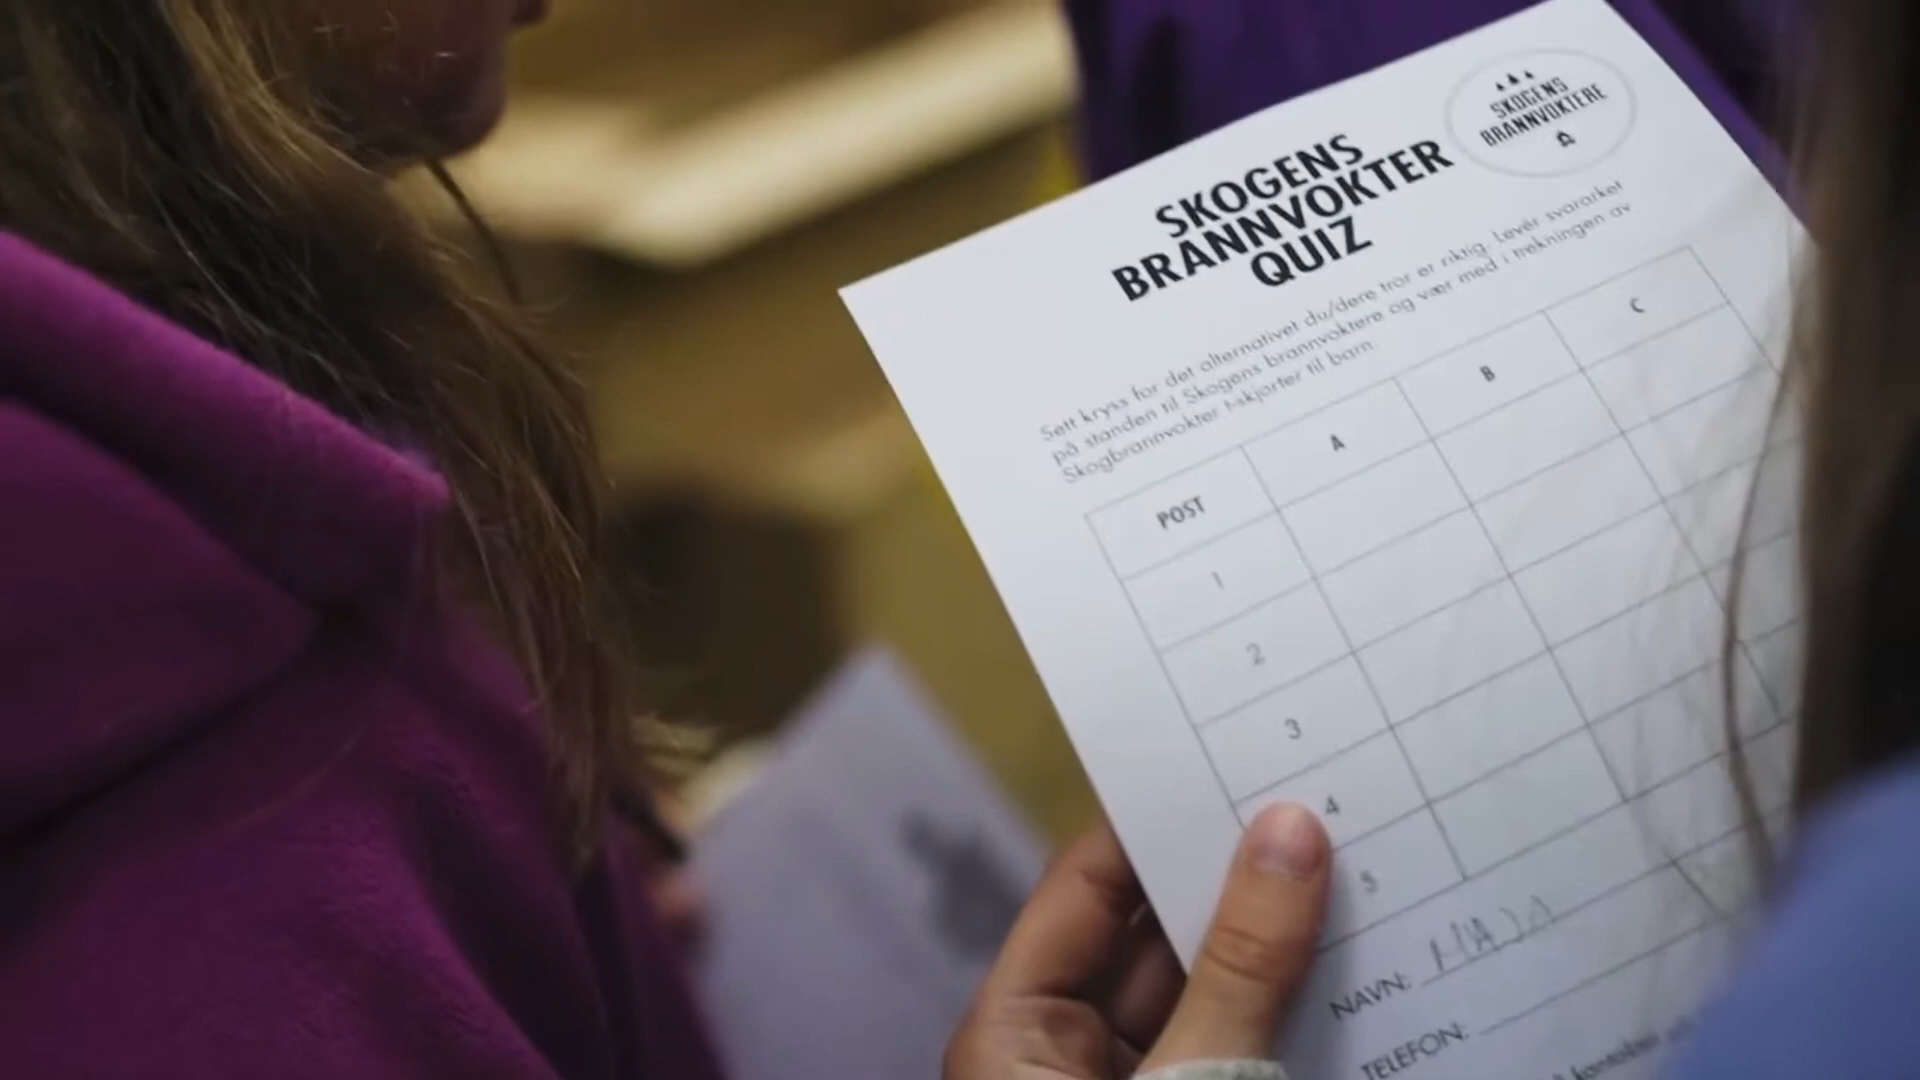 SKOGENS
BRANNVOKTERE
SKOGENS
BRANNVOKTER
QUIZ
Sett kryss for det alternativet du/dere tror er riktig. Levér svararket
på standen til Skogens brannvoktere og vær med i trekningen av
Skogbrannvokter t-skjorter til barn.
POST A B C
1
2
3
4
5
NAVN:
TELEFON:
kontakte